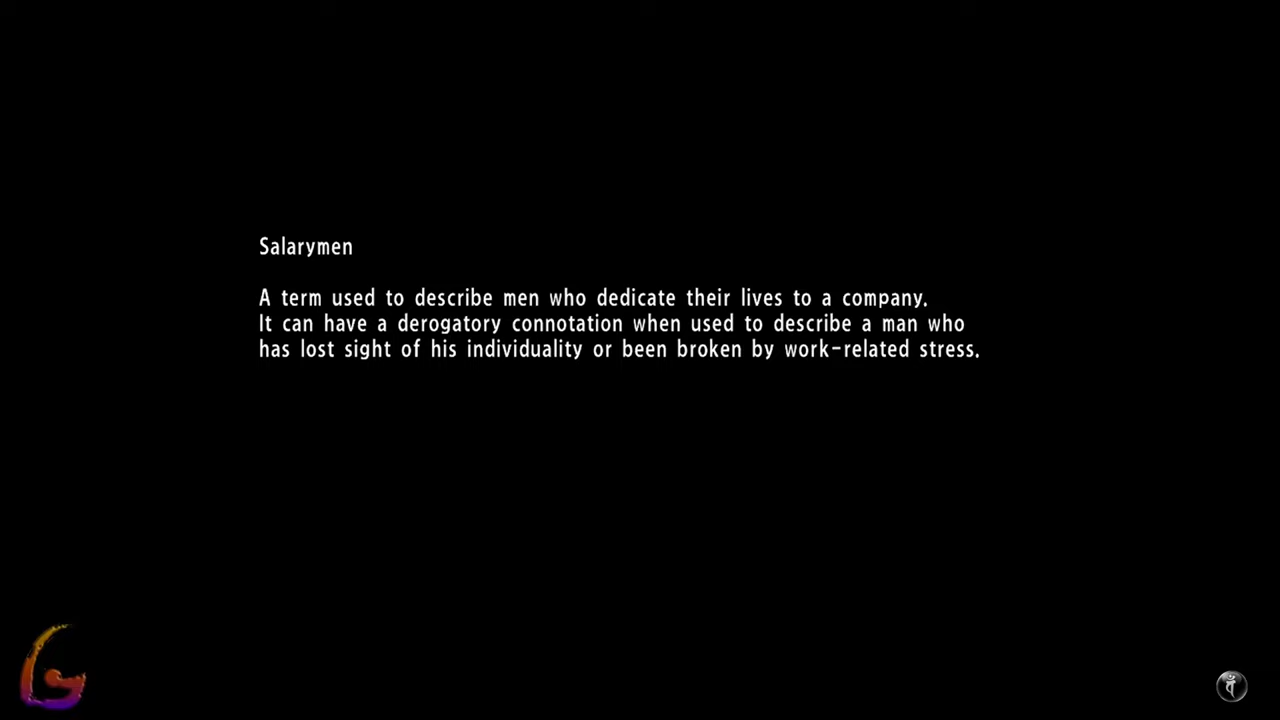 Salarymen
A term used to describe men who dedicate their lives to a company.
It can have a derogatory connotation when used to describe a man who
has lost sight of his individuality or been broken by work-related stress.